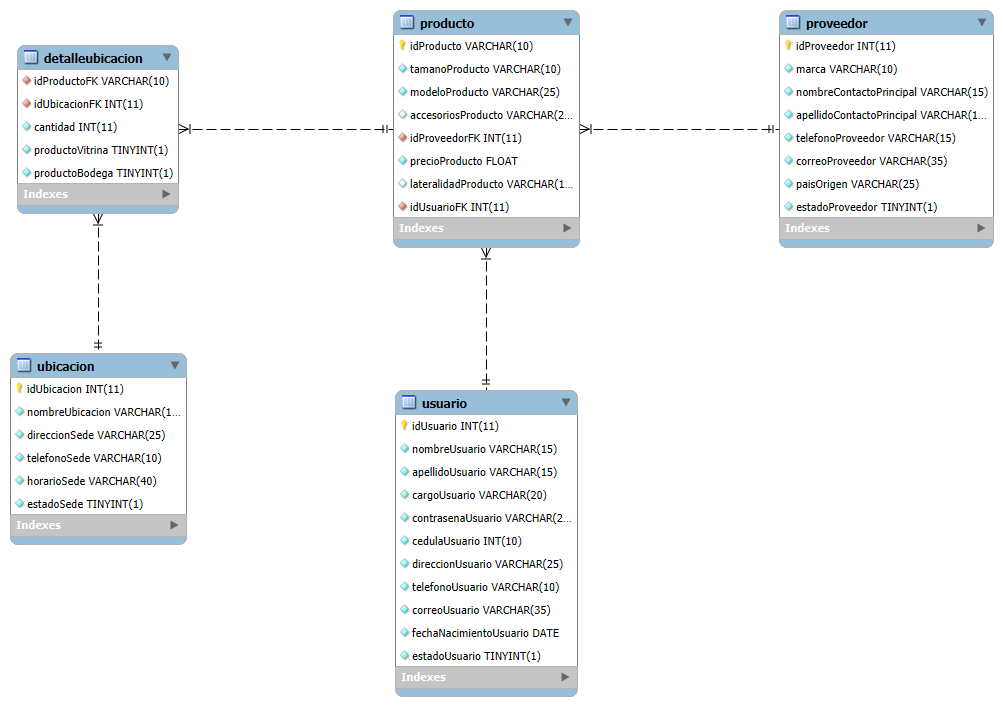 detalleubicacion
idProductoFK VARCHAR(10)
idUbicacionFK INT(11)
cantidad INT(11)
productoVitrina TINYINT(1)
productoBodega TINYINT(1)
Indexes
producto
idProducto VARCHAR(10)
tamanoProducto VARCHAR(10)
modeloProducto VARCHAR(25)
accesoriosProducto VARCHAR(2...
idProveedorFK INT(11)
precioProducto FLOAT
lateralidadProducto VARCHAR(1...
idUsuarioFK INT(11)
Indexes
proveedor
idProveedor INT(11)
marca VARCHAR(10)
nombreContactoPrincipal VARCHAR(15)
apellidoContactoPrincipal VARCHAR(1...
telefonoProveedor VARCHAR(15)
correoProveedor VARCHAR(35)
paisOrigen VARCHAR(25)
estadoProveedor TINYINT(1)
Indexes
ubicacion
idUbicacion INT(11)
nombreUbicacion VARCHAR(1...
direccionSede VARCHAR(25)
telefonoSede VARCHAR(10)
horarioSede VARCHAR(40)
estadoSede TINYINT(1)
Indexes
usuario
idUsuario INT(11)
nombreUsuario VARCHAR(15)
apellidoUsuario VARCHAR(15)
cargoUsuario VARCHAR(20)
contrasenaUsuario VARCHAR(2...
cedulaUsuario INT(10)
direccionUsuario VARCHAR(25)
telefonoUsuario VARCHAR(10)
correoUsuario VARCHAR(35)
fechaNacimientoUsuario DATE
estadoUsuario TINYINT(1)
Indexes